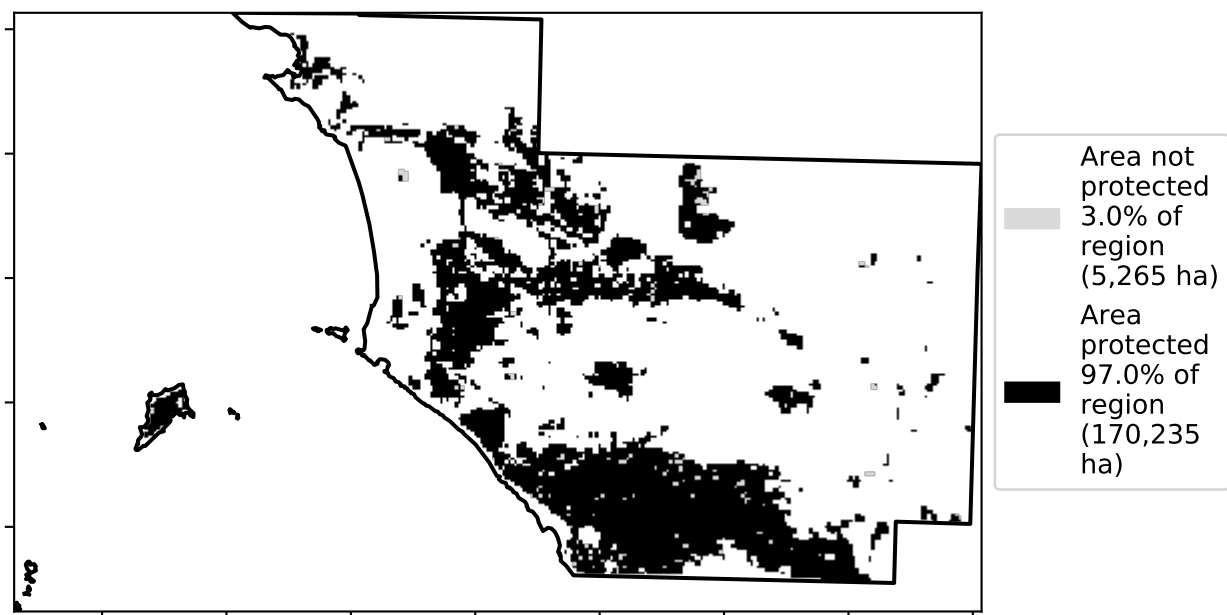 Area not
protected
3.0% of
region
(5,265 ha)
Area
protected
97.0% of
region
(170,235
ha)